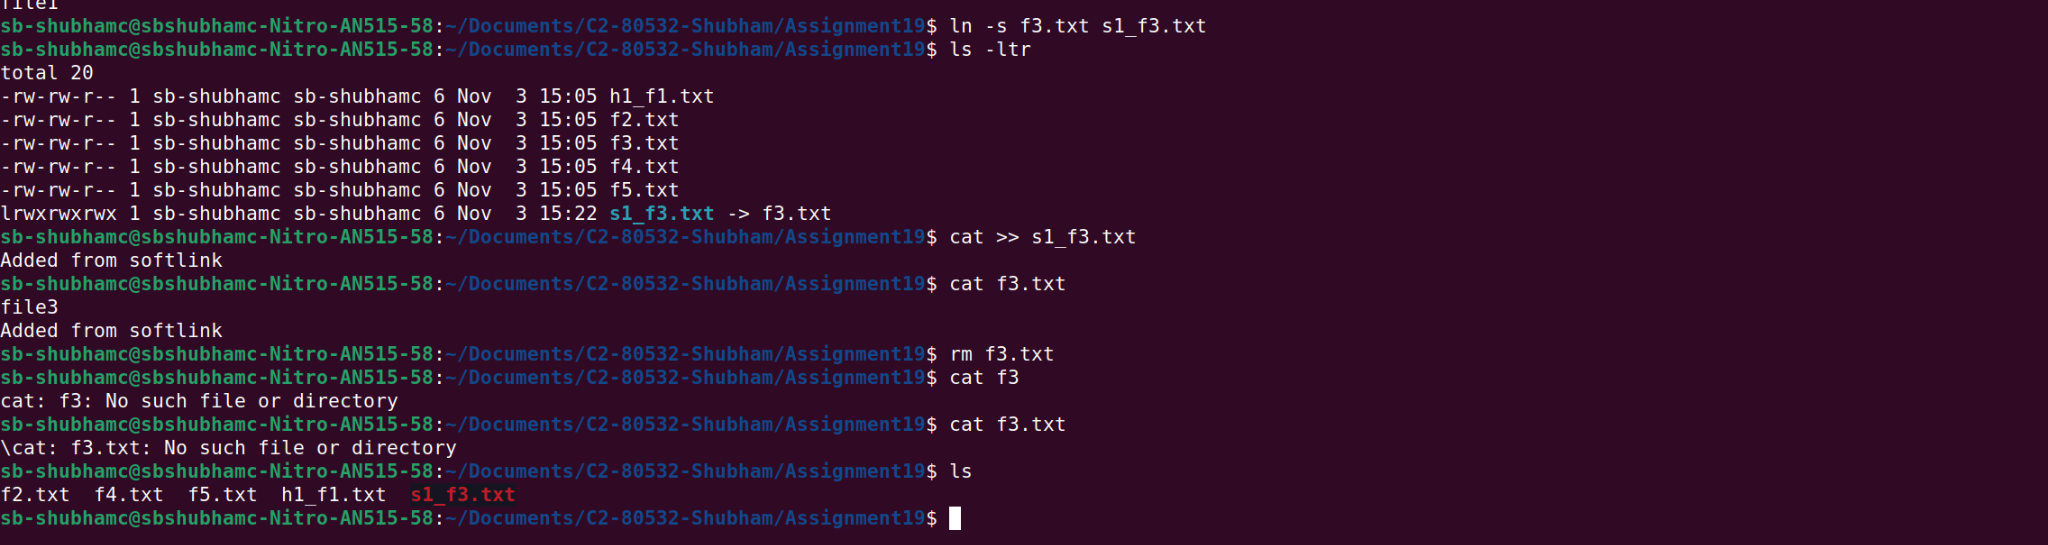 file1
sb-shubhamc@sbshubhamc-Nitro-AN515-58:~/Documents/C2-80532-Shubham/Assignment19$ ln -s f3.txt s1_f3.txt
sb-shubhamc@sbshubhamc-Nitro-AN515-58:~/Documents/C2-80532-Shubham/Assignment19$ ls -ltr
total 20
-rw-rw-r-- 1 sb-shubhamc sb-shubhamc 6 Nov  3 15:05 h1_f1.txt
-rw-rw-r-- 1 sb-shubhamc sb-shubhamc 6 Nov  3 15:05 f2.txt
-rw-rw-r-- 1 sb-shubhamc sb-shubhamc 6 Nov  3 15:05 f3.txt
-rw-rw-r-- 1 sb-shubhamc sb-shubhamc 6 Nov  3 15:05 f4.txt
-rw-rw-r-- 1 sb-shubhamc sb-shubhamc 6 Nov  3 15:05 f5.txt
lrwxrwxrwx 1 sb-shubhamc sb-shubhamc 6 Nov  3 15:22 s1_f3.txt -> f3.txt
sb-shubhamc@sbshubhamc-Nitro-AN515-58:~/Documents/C2-80532-Shubham/Assignment19$ cat >> s1_f3.txt
Added from softlink
sb-shubhamc@sbshubhamc-Nitro-AN515-58:~/Documents/C2-80532-Shubham/Assignment19$ cat f3.txt
file3
Added from softlink
sb-shubhamc@sbshubhamc-Nitro-AN515-58:~/Documents/C2-80532-Shubham/Assignment19$ rm f3.txt
sb-shubhamc@sbshubhamc-Nitro-AN515-58:~/Documents/C2-80532-Shubham/Assignment19$ cat f3
cat: f3: No such file or directory
sb-shubhamc@sbshubhamc-Nitro-AN515-58:~/Documents/C2-80532-Shubham/Assignment19$ cat f3.txt
\cat: f3.txt: No such file or directory
sb-shubhamc@sbshubhamc-Nitro-AN515-58:~/Documents/C2-80532-Shubham/Assignment19$ ls
f2.txt  f4.txt  f5.txt  h1_f1.txt  s1_f3.txt
sb-shubhamc@sbshubhamc-Nitro-AN515-58:~/Documents/C2-80532-Shubham/Assignment19$